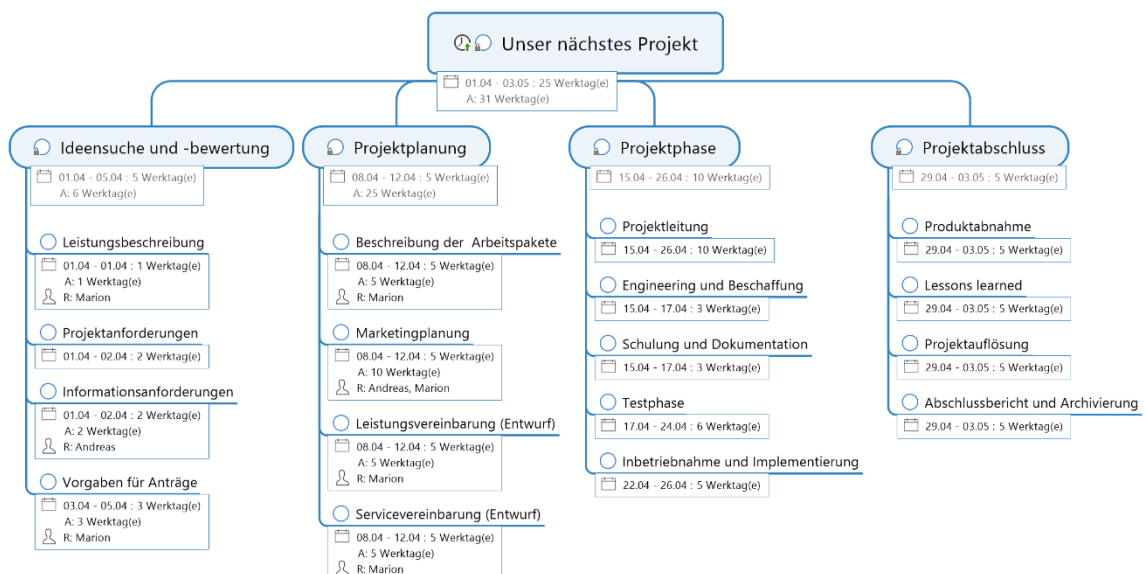 Unser nächstes Projekt
01.04 - 03.05 : 25 Werktag(e)
A: 31 Werktag(e)
Ideensuche und -bewertung
01.04 - 05.04 : 5 Werktag(e)
A: 6 Werktag(e)
Leistungsbeschreibung
01.04 - 01.04 : 1 Werktag(e)
A: 1 Werktag(e)
R: Marion
Projektanforderungen
01.04 - 02.04 : 2 Werktag(e)
Informationsanforderungen
01.04 - 02.04 : 2 Werktag(e)
A: 2 Werktag(e)
R: Andreas
Vorgaben für Anträge
03.04 - 05.04 : 3 Werktag(e)
A: 3 Werktag(e)
R: Marion
Projektplanung
08.04 - 12.04 : 5 Werktag(e)
A: 25 Werktag(e)
Beschreibung der Arbeitspakete
08.04 - 12.04 : 5 Werktag(e)
A: 5 Werktag(e)
R: Marion
Marketingplanung
08.04 - 12.04 : 5 Werktag(e)
A: 10 Werktag(e)
R: Andreas, Marion
Leistungsvereinbarung (Entwurf)
08.04 - 12.04 : 5 Werktag(e)
A: 5 Werktag(e)
R: Marion
Servicevereinbarung (Entwurf)
08.04 - 12.04 : 5 Werktag(e)
A: 5 Werktag(e)
R: Marion
Projektphase
15.04 - 26.04 : 10 Werktag(e)
Projektleitung
15.04 - 26.04 : 10 Werktag(e)
Engineering und Beschaffung
15.04 - 17.04 : 3 Werktag(e)
Schulung und Dokumentation
15.04 - 17.04 : 3 Werktag(e)
Testphase
17.04 - 24.04 : 6 Werktag(e)
Inbetriebnahme und Implementierung
22.04 - 26.04 : 5 Werktag(e)
Projektabschluss
29.04 - 03.05 : 5 Werktag(e)
Produktabnahme
29.04 - 03.05 : 5 Werktag(e)
Lessons learned
29.04 - 03.05 : 5 Werktag(e)
Projektauflösung
29.04 - 03.05 : 5 Werktag(e)
Abschlussbericht und Archivierung
29.04 - 03.05 : 5 Werktag(e)